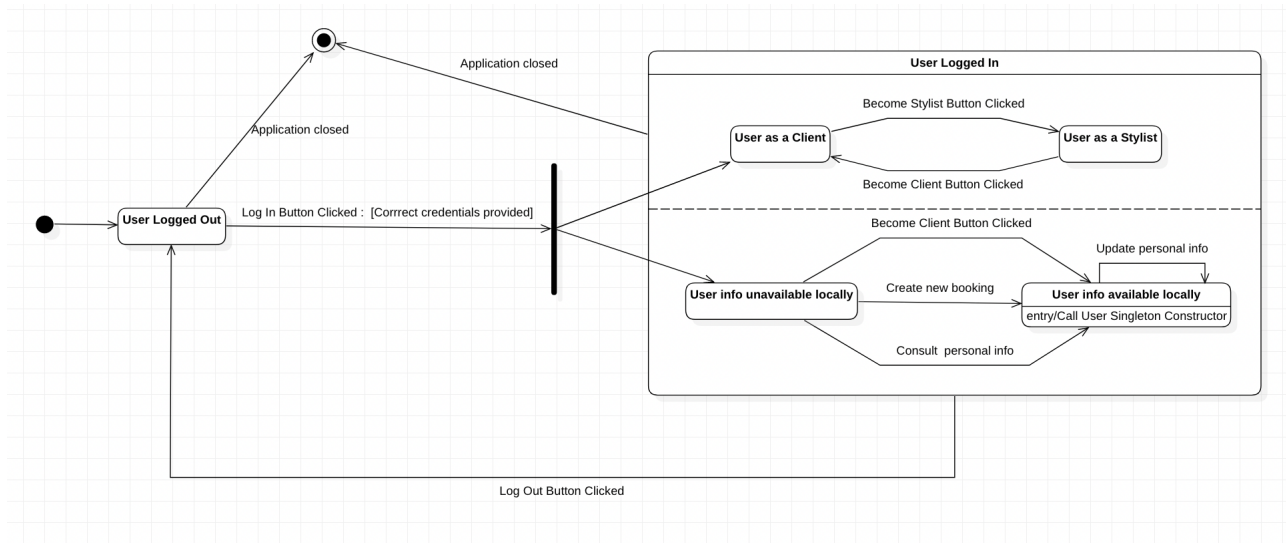 User Logged In
Application closed
Become Stylist Button Clicked
Application closed
User as a Client
User as a Stylist
Become Client Button Clicked
User Logged Out
Log In Button Clicked :  [Corrrect credentials provided]
Become Client Button Clicked
Update personal info
User info unavailable locally
Create new booking
User info available locally
entry/Call User Singleton Constructor
Consult  personal info
Log Out Button Clicked